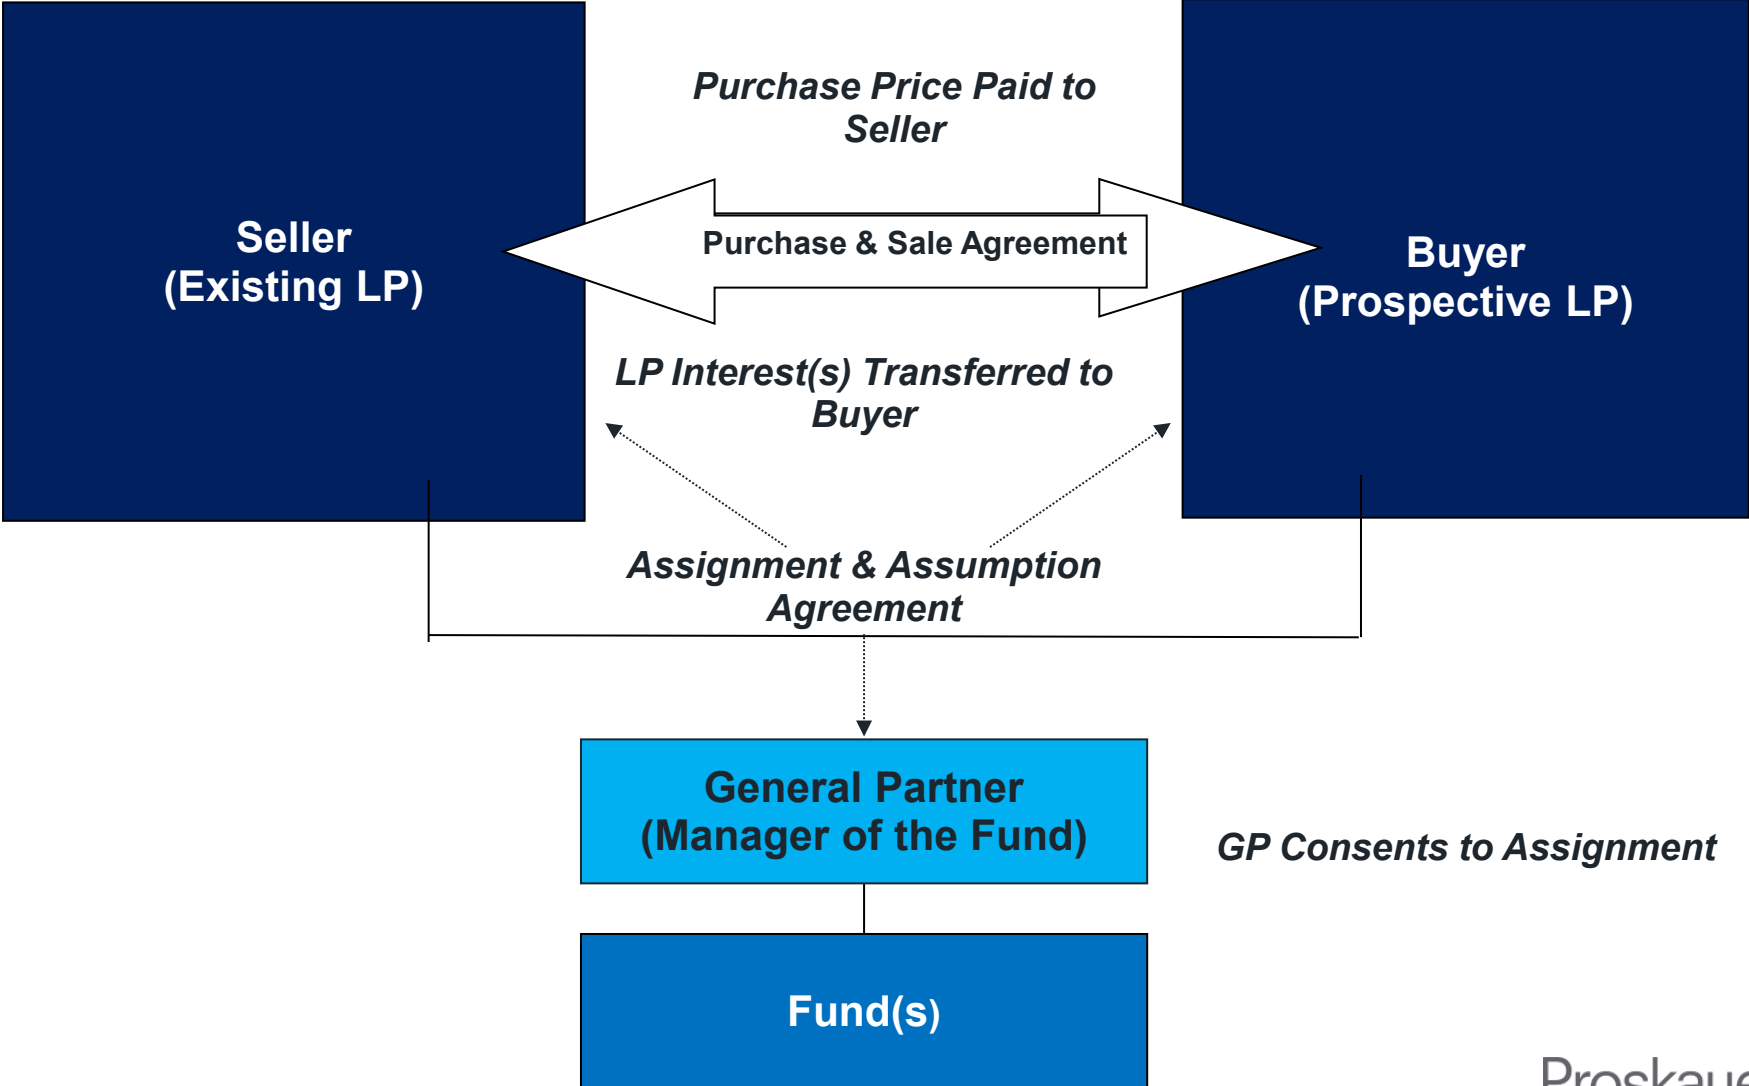 Purchase Price Paid to
Seller
Seller
(Existing LP)
Purchase & Sale Agreement
Buyer
(Prospective LP)
LP Interest(s) Transferred to
Buyer
Assignment & Assumption
Agreement
General Partner
(Manager of the Fund)
GP Consents to Assignment
Fund(s)